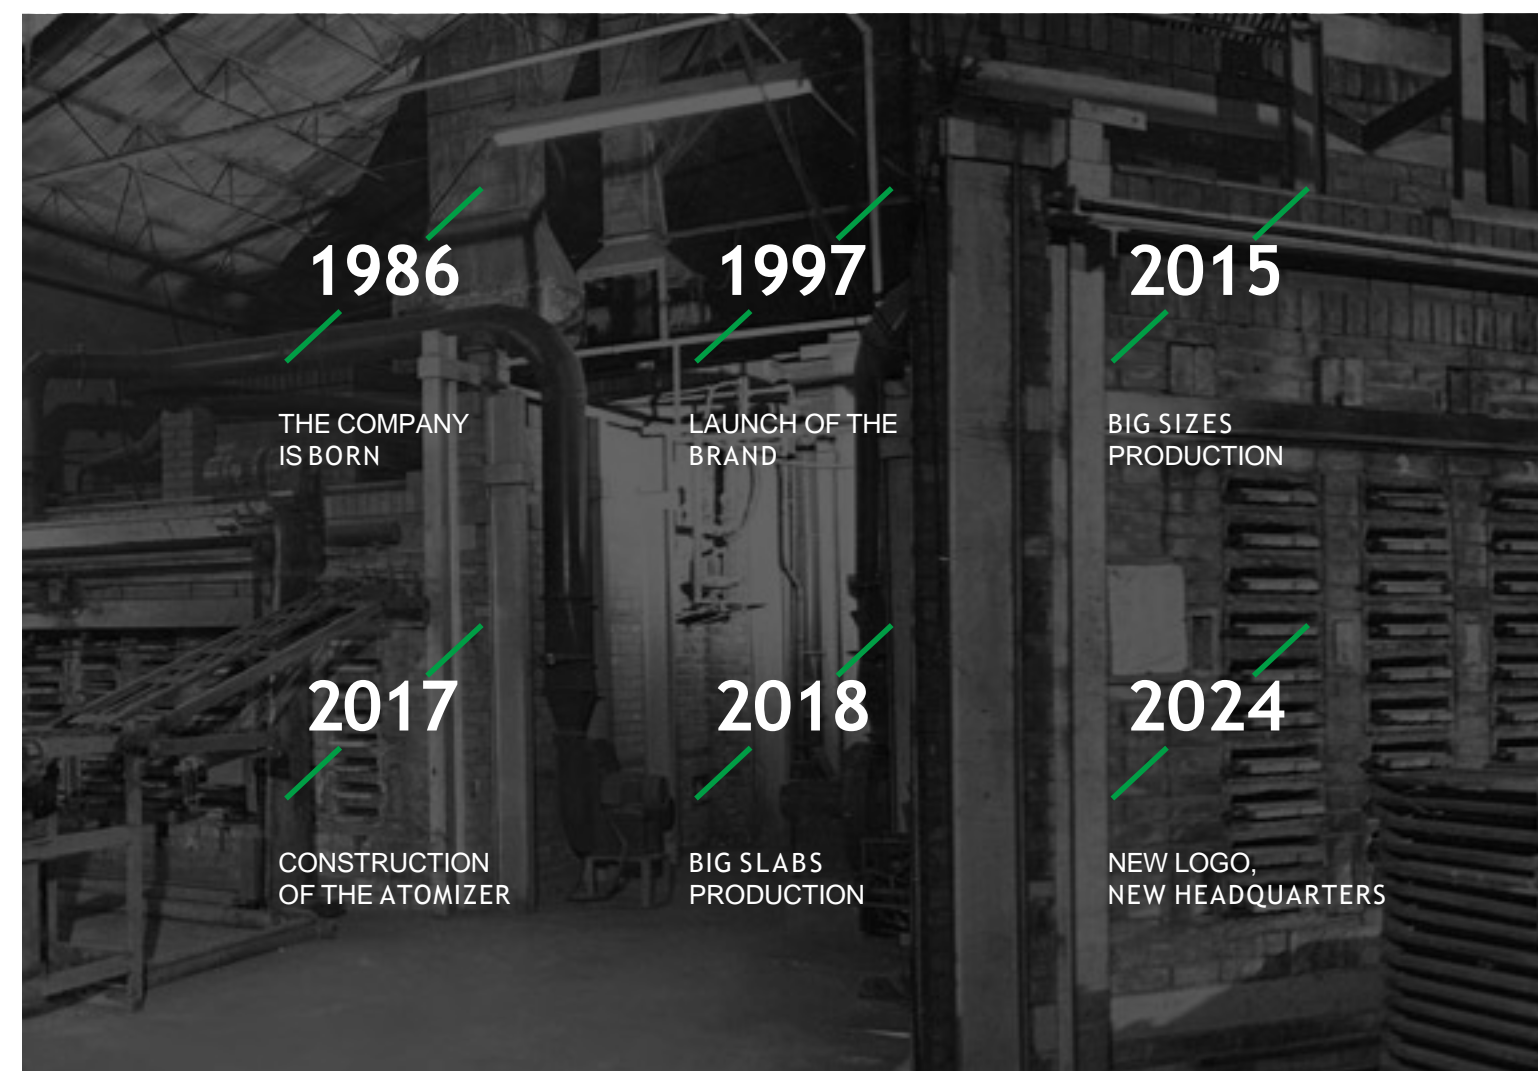 1986
THE COMPANY
IS BORN
1997
LAUNCH OF THE
BRAND
2015
BIG SIZES
PRODUCTION
2017
CONSTRUCTION
OF THE ATOMIZER
2018
BIG SLABS
PRODUCTION
2024
NEW LOGO,
NEW HEADQUARTERS